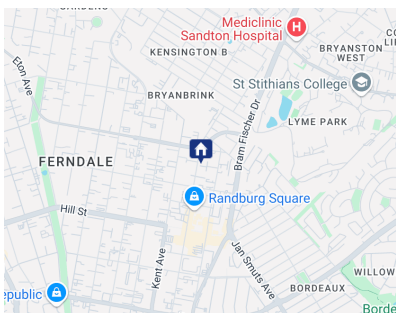 Mediclinic
Sandton Hospital
KENSINGTON B
BRYANSTON
WEST
Eton Ave
St Stithians College
BRYANBRINK
LYME PARK
Bram Fischer Dr
FERNDALE
Randburg Square
Hill St
Kent Ave
Jan Smuts Ave
WILLOW
BORDEAUX
epublic
Borde